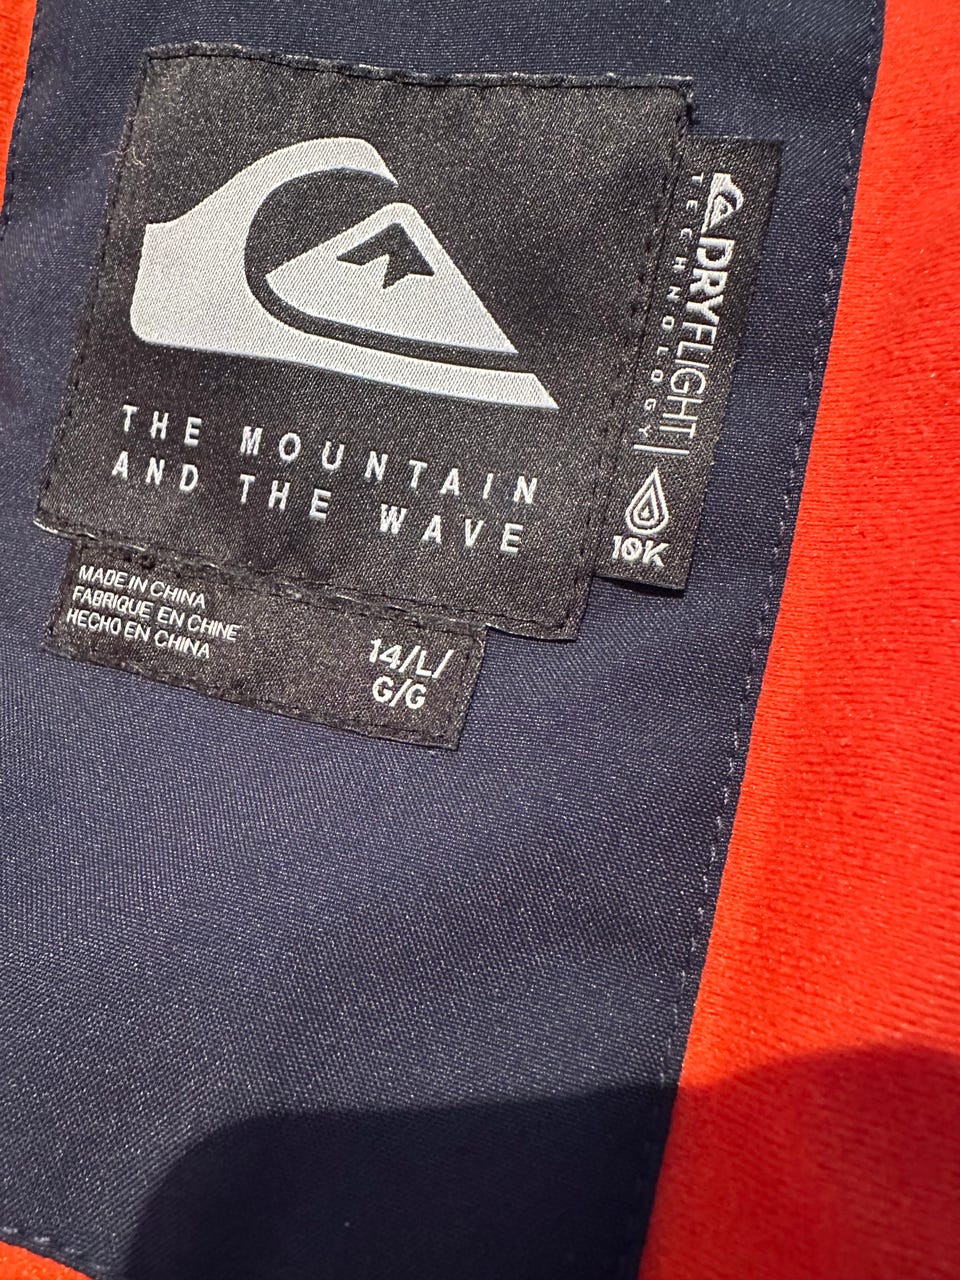 THE MOUNTAIN
AND THE WAVE
DRYFLIGHT
TECHNOLOGY
10K
MADE IN CHINA
FABRIQUE EN CHINE
HECHO EN CHINA
14/L/
G/G